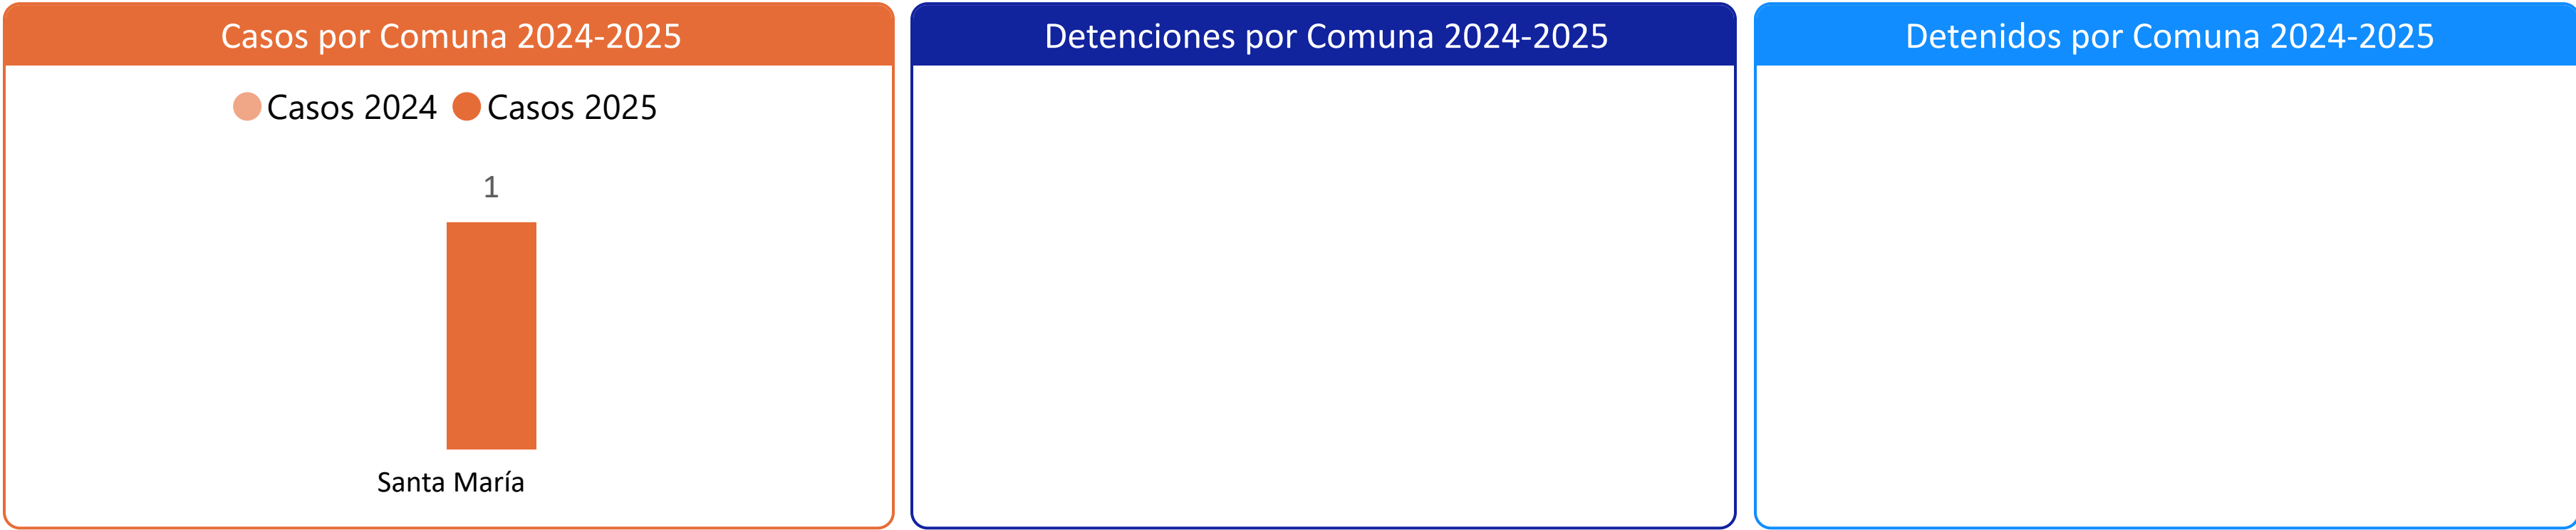 Casos por Comuna 2024-2025
Casos 2024 Casos 2025
1
Santa María
Detenciones por Comuna 2024-2025
Detenidos por Comuna 2024-2025